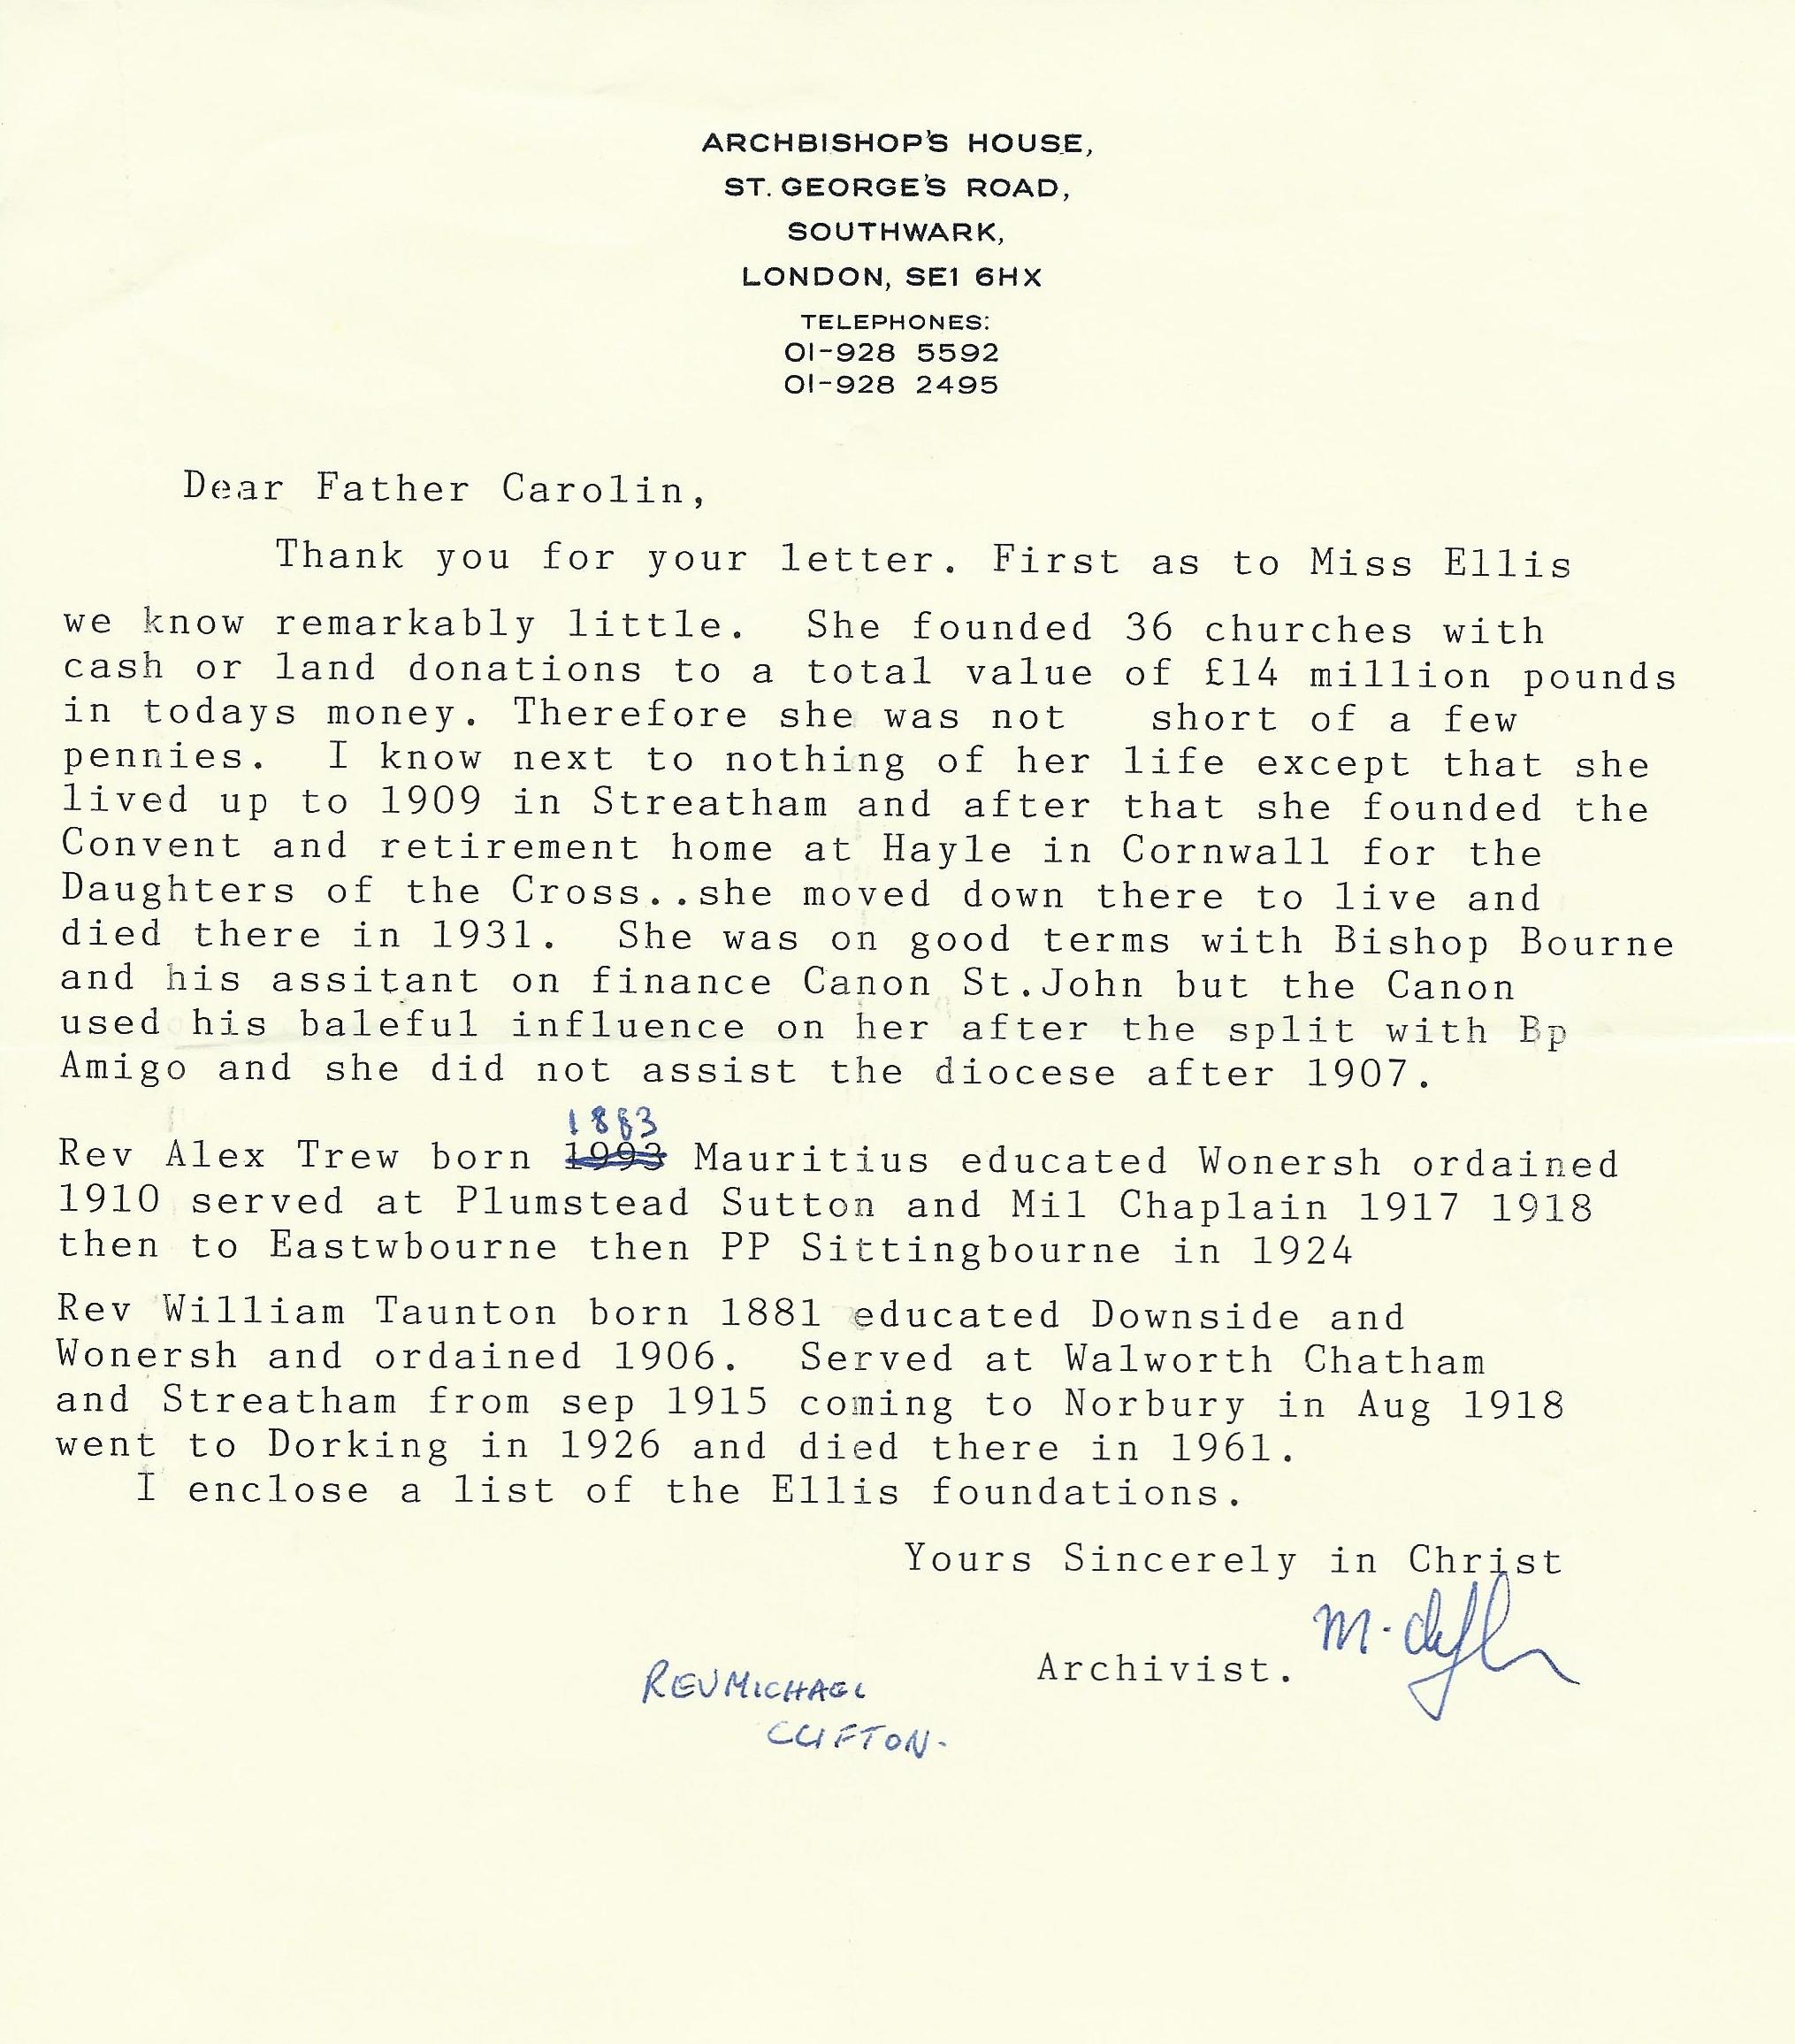 ARCHBISHOP'S HOUSE,
ST. GEORGE'S ROAD,
SOUTHWARK,
LONDON, SE1 6HX
TELEPHONES:
01-928 5592
01-928 2495
Dear Father Carolin,
Thank you for your letter. First as to Miss Ellis
we know remarkably little. She founded 36 churches with
cash or land donations to a total value of £14 million pounds
in todays money. Therefore she was not short of a few
pennies. I know next to nothing of her life except that she
lived up to 1909 in Streatham and after that she founded the
Convent and retirement home at Hayle in Cornwall for the
Daughters of the Cross..she moved down there to live and
died there in 1931. She was on good terms with Bishop Bourne
and his assitant on finance Canon St.John but the Canon
used his baleful influence on her after the split with Bp
Amigo and she did not assist the diocese after 1907.
1883
Rev Alex Trew born 1993 Mauritius educated Wonersh ordained
1910 served at Plumstead Sutton and Mil Chaplain 1917 1918
then to Eastwbourne then PP Sittingbourne in 1924
Rev William Taunton born 1881 educated Downside and
Wonersh and ordained 1906. Served at Walworth Chatham
and Streatham from sep 1915 coming to Norbury in Aug 1918
went to Dorking in 1926 and died there in 1961.
I enclose a list of the Ellis foundations.
Yours Sincerely in Christ
Archivist.
REV MICHAEL
CLIFTON.